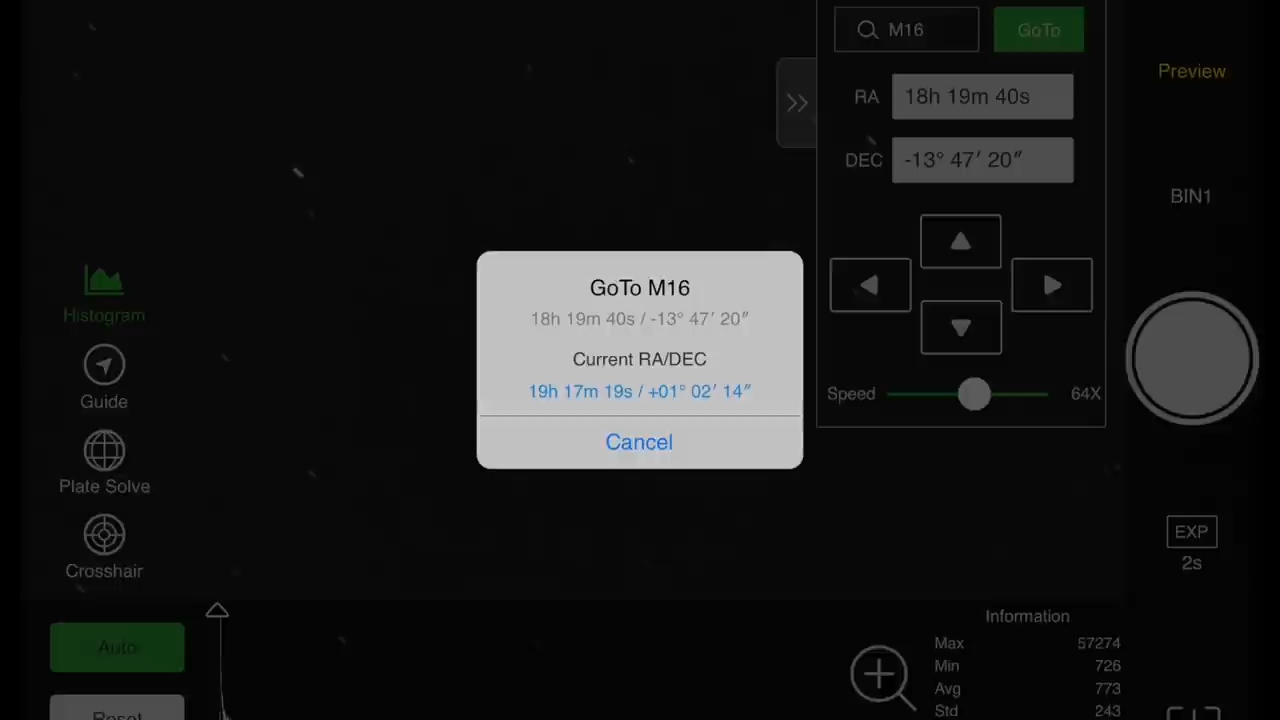 M16
GoTo
Preview
RA
18h 19m 40s
DEC
-13° 47′ 20″
BIN1
Histogram
Guide
Plate Solve
Crosshair
GoTo M16
18h 19m 40s / -13° 47′ 20″
Current RA/DEC
19h 17m 19s / +01° 02′ 14″
Cancel
Speed
64X
EXP
2s
Auto
Reset
Information
Max 57274
Min 726
Avg 773
Std 243